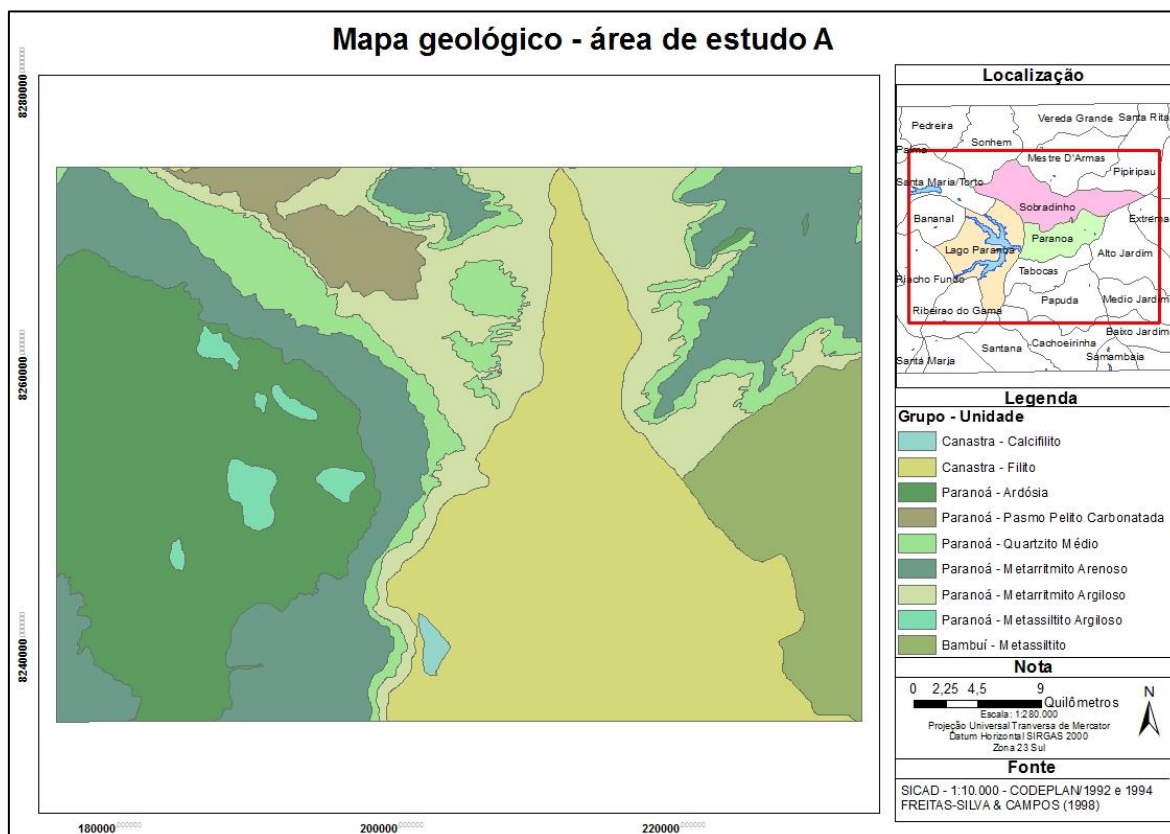 Mapa geológico - área de estudo A
8280000
8260000
8240000
180000
200000
220000
Localização
Pedreira
Vereda Grande
Santa Rita
Sonhem
Palma
Mestre D'Armas
Pipiripau
Santa Maria/Torto
Sobradinho
Bananal
Extrema
Paranoa
Lago Paranoa
Alto Jardim
Tabocas
Riacho Fundo
Papuda
Medio Jardim
Ribeirao do Gama
Baixo Jardim
Cachoeirinha
Santana
Samambaia
Santa Maria
Legenda
Grupo - Unidade
Canastra - Calcifilito
Canastra - Filito
Paranoá - Ardósia
Paranoá - Pasmo Pelito Carbonatada
Paranoá - Quartzito Médio
Paranoá - Metarritmito Arenoso
Paranoá - Metarritmito Argiloso
Paranoá - Metassiltito Argiloso
Bambuí - Metassiltito
Nota
0 2,25 4,5 9
Quilômetros
N
Escala: 1:280.000
Projeção Universal Tranversa de Mercator
Datum Horizontal SIRGAS 2000
Zona 23 Sul
Fonte
SICAD - 1:10.000 - CODEPLAN/1992 e 1994
FREITAS-SILVA & CAMPOS (1998)